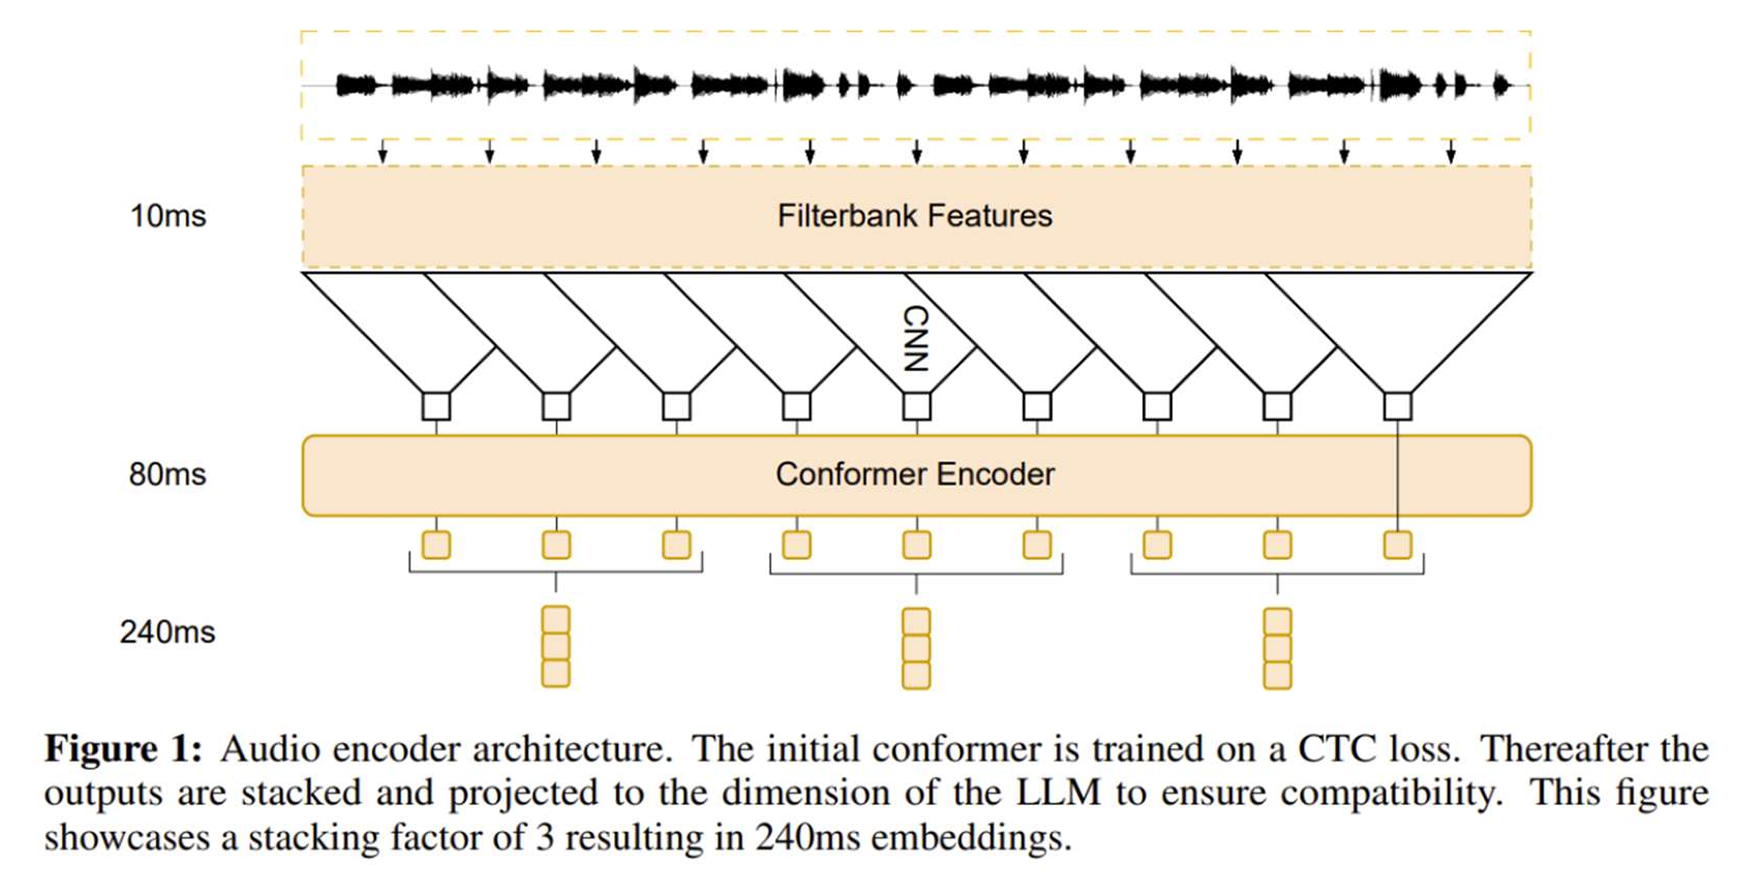 10ms
Filterbank Features
CNN
80ms
Conformer Encoder
240ms
Figure 1: Audio encoder architecture. The initial conformer is trained on a CTC loss. Thereafter the
outputs are stacked and projected to the dimension of the LLM to ensure compatibility. This figure
showcases a stacking factor of 3 resulting in 240ms embeddings.